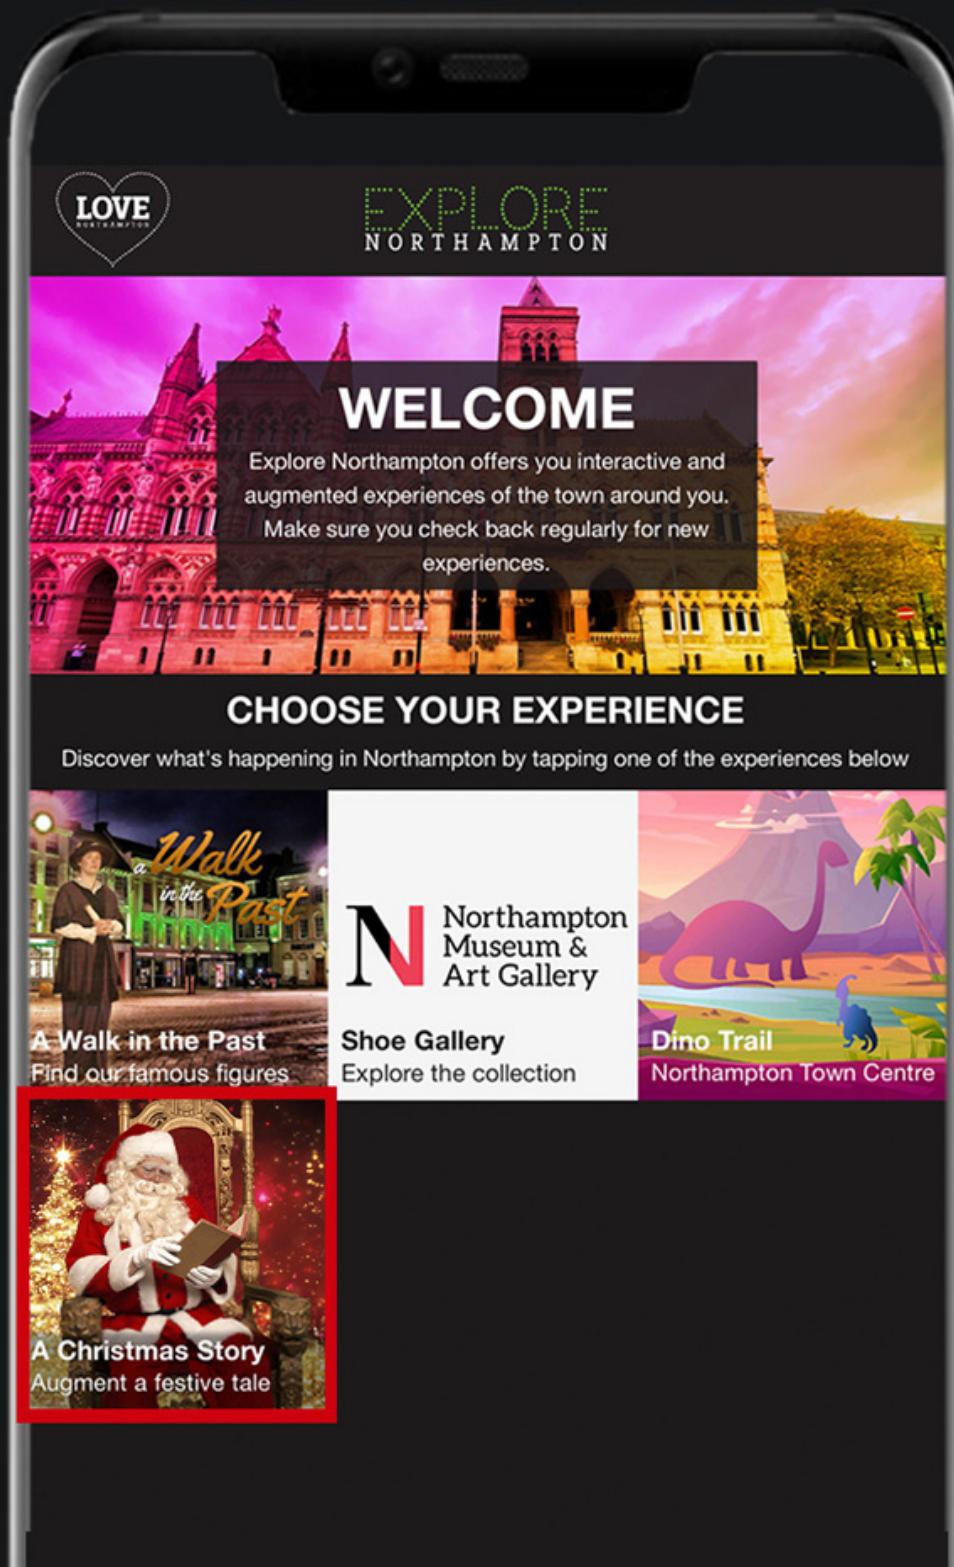 LOVE
NORTHAMPTON
EXPLORE
NORTHAMPTON
WELCOME
Explore Northampton offers you interactive and
augmented experiences of the town around you.
Make sure you check back regularly for new
experiences.
CHOOSE YOUR EXPERIENCE
Discover what's happening in Northampton by tapping one of the experiences below
a Walk
in the Past
A Walk in the Past
Find our famous figures
N Northampton
Museum &
Art Gallery
Shoe Gallery
Explore the collection
Dino Trail
Northampton Town Centre
A Christmas Story
Augment a festive tale